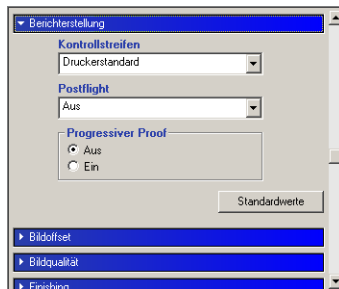 Berichterstellung
Kontrollstreifen
Druckerstandard
Postflight
Aus
Progressiver Proof
Aus
Ein
Standardwerte
Bildoffset
Bildqualität
Finishing